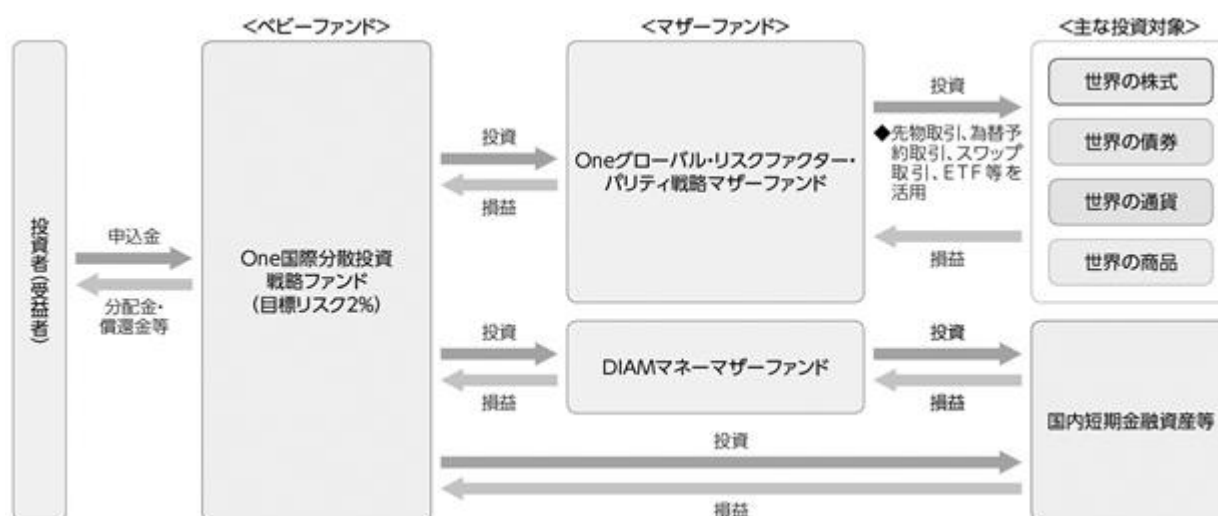 <ベビーファンド>
<マザーファンド>
<主な投資対象>
投資者(受益者)
申込金
分配金・
償還金等
One国際分散投資
戦略ファンド
(目標リスク2%)
投資
損益
Oneグローバル・リスクファクター・
パリティ戦略マザーファンド
投資
◆先物取引、為替予
約取引、スワップ
取引、ETF等を
活用
損益
世界の株式
世界の債券
世界の通貨
世界の商品
投資
損益
DIAMマネーマザーファンド
投資
損益
国内短期金融資産等
投資
損益